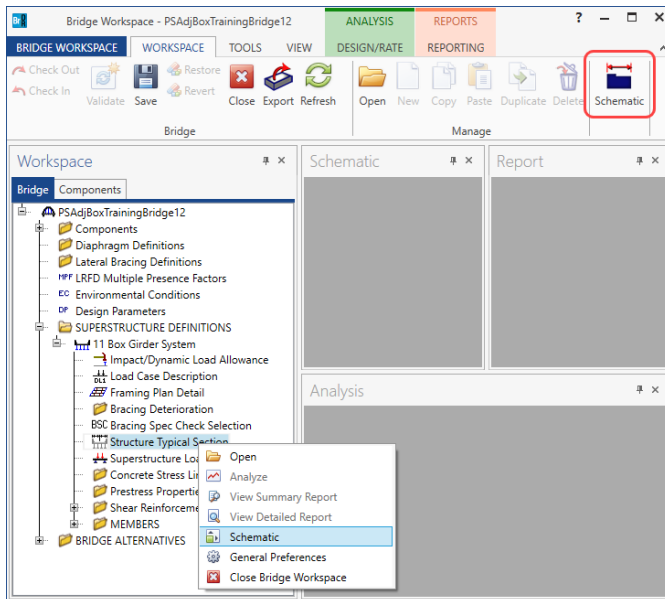 Br Bridge Workspace - PSAdjBoxTrainingBridge12 ANALYSIS REPORTS ?
BRIDGE WORKSPACE WORKSPACE TOOLS VIEW DESIGN/RATE REPORTING
Check Out
Check In
Validate
Save
Restore
Revert
Close
Export
Refresh
Open
New
Copy
Paste
Duplicate
Delete
Schematic
Bridge
Manage
Workspace
Bridge Components
PSAdjBoxTrainingBridge12
Components
Diaphragm Definitions
Lateral Bracing Definitions
MPF LRFD Multiple Presence Factors
EC Environmental Conditions
DP Design Parameters
SUPERSTRUCTURE DEFINITIONS
11 Box Girder System
Impact/Dynamic Load Allowance
DL1 Load Case Description
Framing Plan Detail
Bracing Deterioration
BSC Bracing Spec Check Selection
Structure Typical Section
Superstructure Loa
Concrete Stress Li
Prestress Propertie
Shear Reinforceme
MEMBERS
BRIDGE ALTERNATIVES
Open
Analyze
View Summary Report
View Detailed Report
Schematic
General Preferences
Close Bridge Workspace
Schematic
Report
Analysis